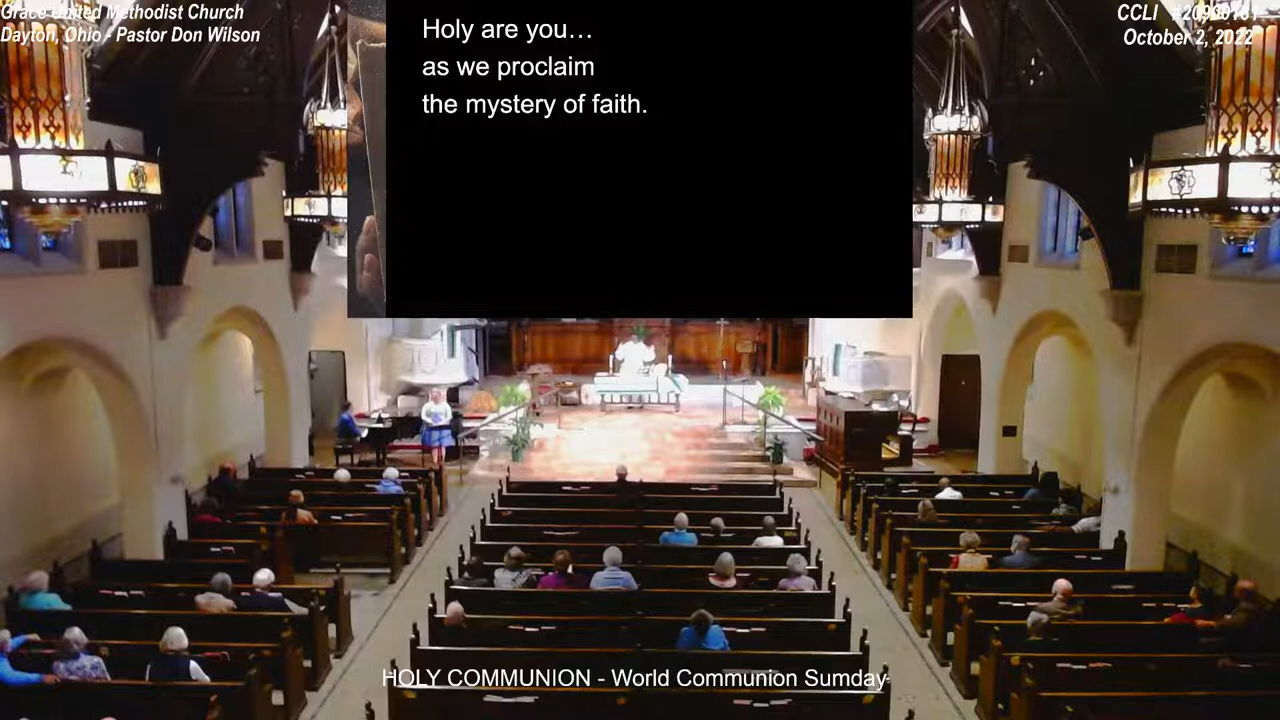 Grace United Methodist Church
Dayton, Ohio - Pastor Don Wilson
CCLI #20990181
October 2, 2022
Holy are you…
as we proclaim
the mystery of faith.
HOLY COMMUNION - World Communion Sumday